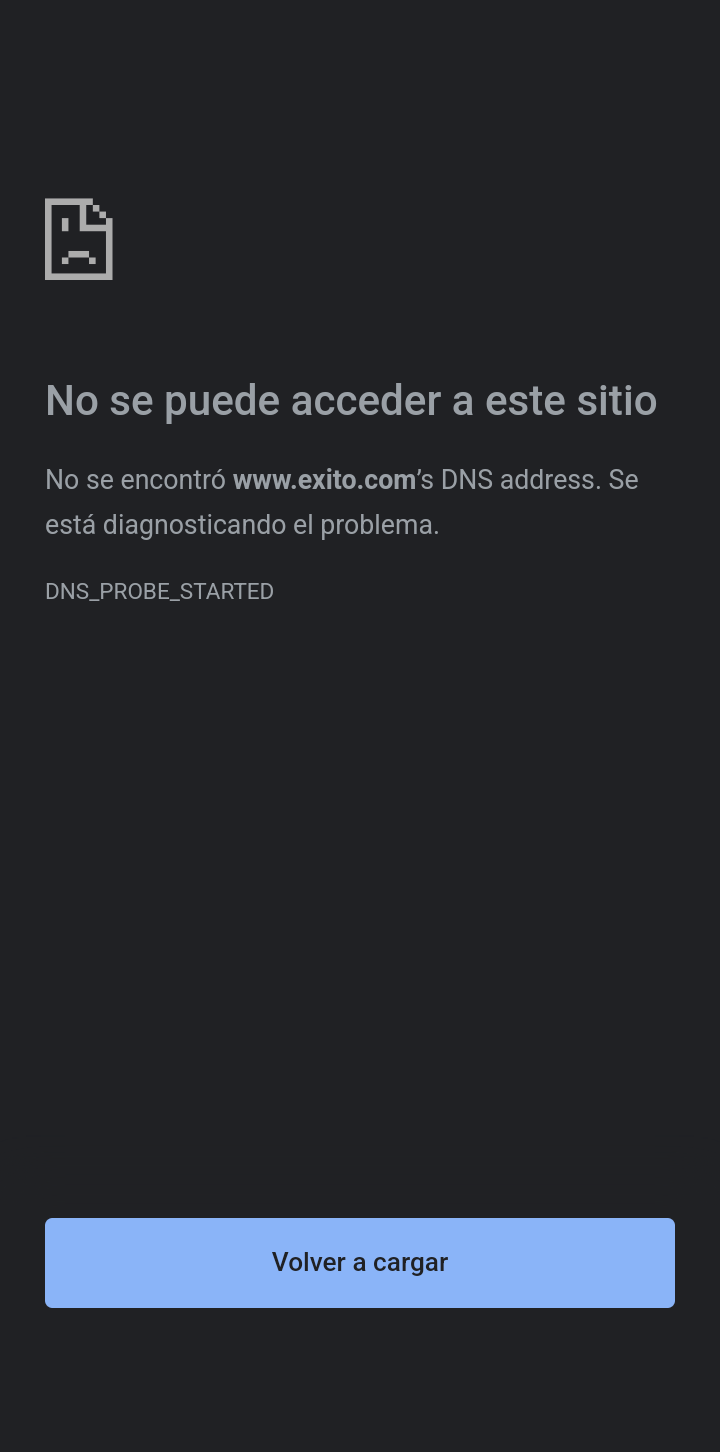 No se puede acceder a este sitio
No se encontró www.exito.com’s DNS address. Se
está diagnosticando el problema.
DNS_PROBE_STARTED
Volver a cargar